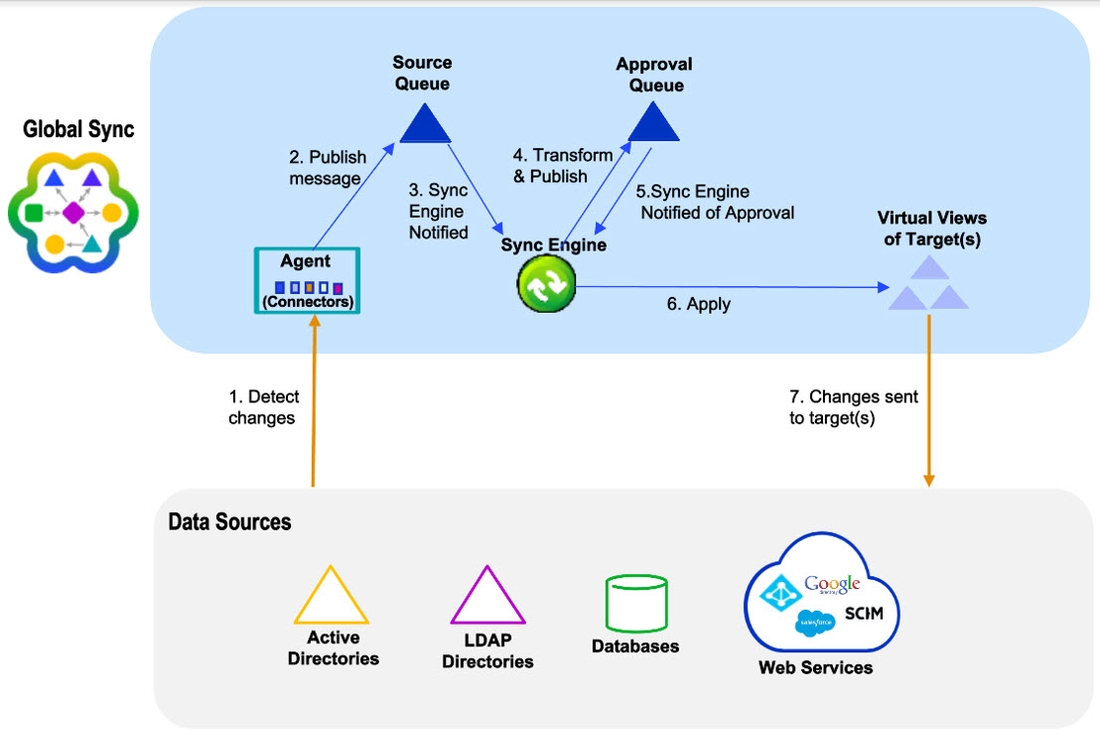 Global Sync
Source
Queue
Approval
Queue
2. Publish
message
3. Sync
Engine
Notified
4. Transform
& Publish
5.Sync Engine
Notified of Approval
Virtual Views
of Target(s)
Sync Engine
Agent
(Connectors)
6. Apply
1. Detect
changes
7. Changes sent
to target(s)
Data Sources
Active
Directories
LDAP
Directories
Databases
Google
directory
salesforce
SCIM
Web Services